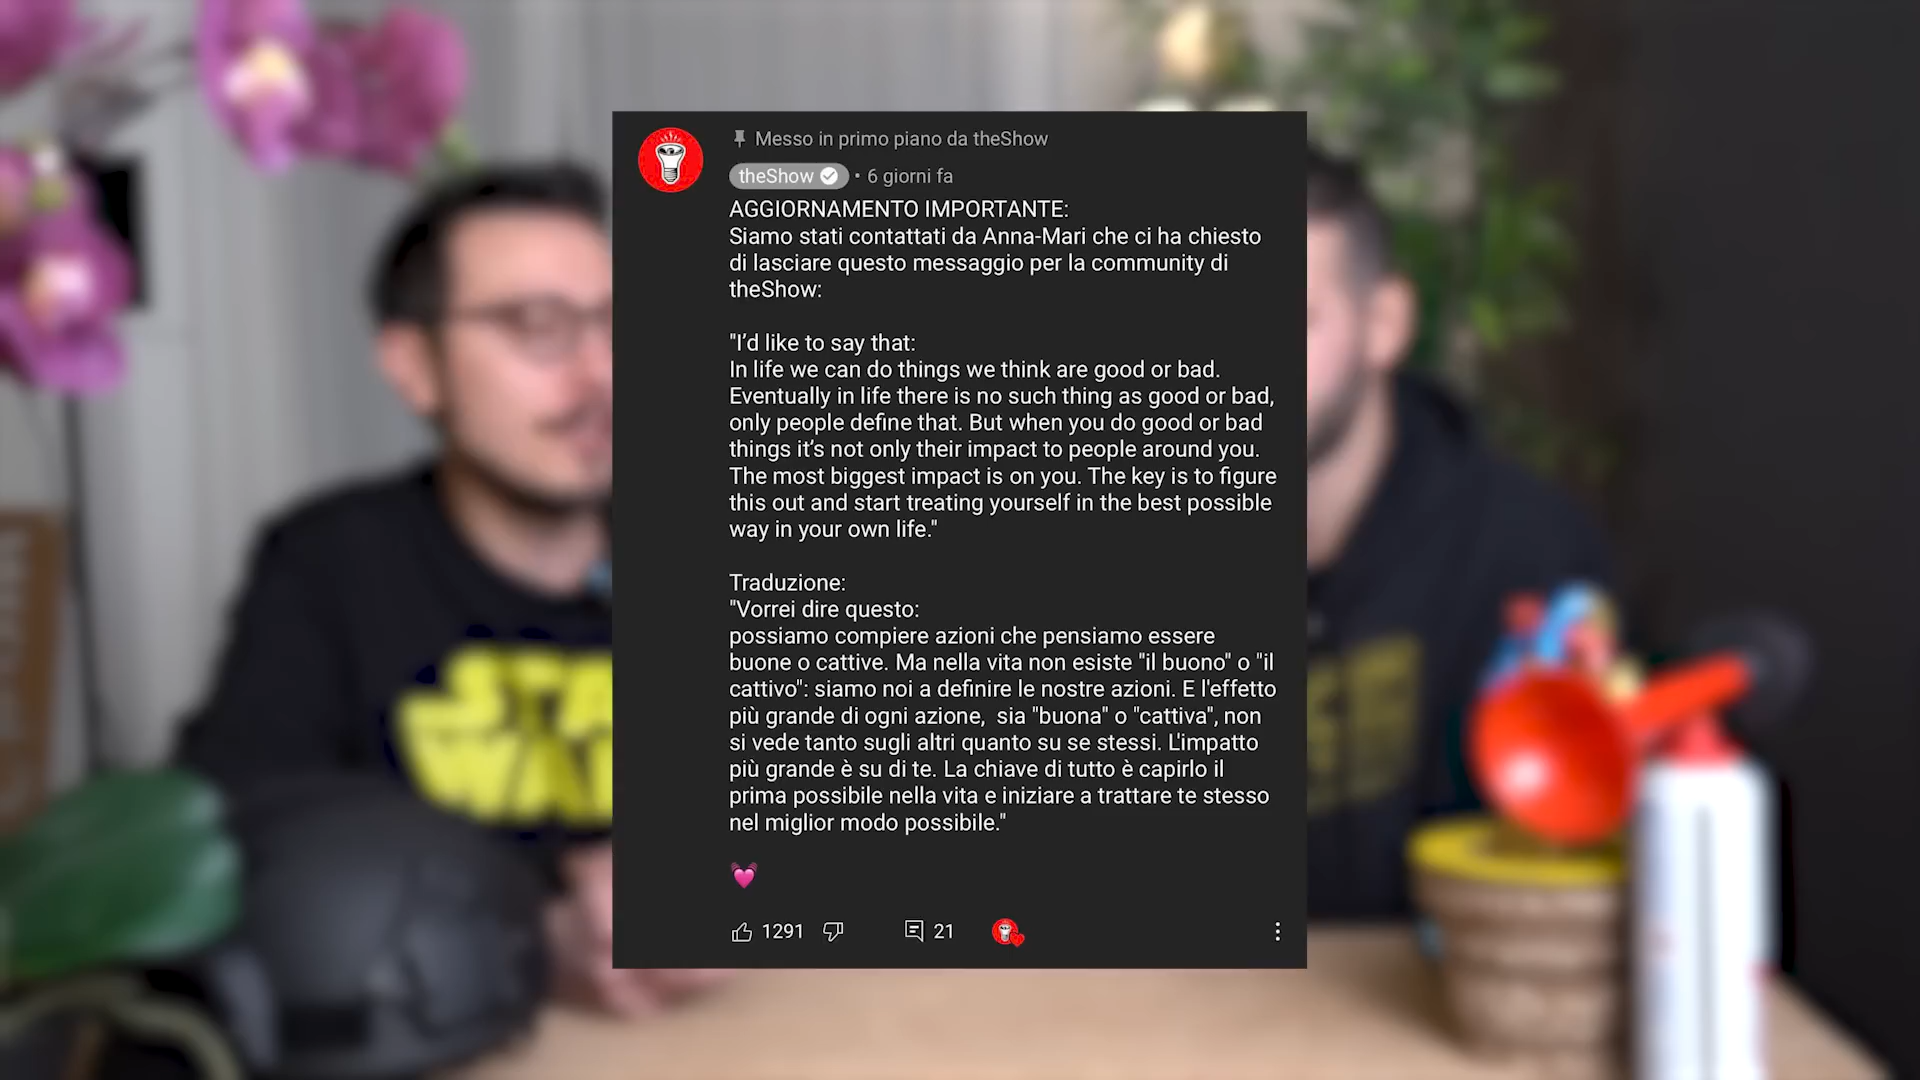 Messo in primo piano da theShow
theShow • 6 giorni fa
AGGIORNAMENTO IMPORTANTE:
Siamo stati contattati da Anna-Mari che ci ha chiesto
di lasciare questo messaggio per la community di
theShow:
"I'd like to say that:
In life we can do things we think are good or bad.
Eventually in life there is no such thing as good or bad,
only people define that. But when you do good or bad
things it's not only their impact to people around you.
The most biggest impact is on you. The key is to figure
this out and start treating yourself in the best possible
way in your own life."
Traduzione:
"Vorrei dire questo:
possiamo compiere azioni che pensiamo essere
buone o cattive. Ma nella vita non esiste "il buono" o "il
cattivo": siamo noi a definire le nostre azioni. E l'effetto
più grande di ogni azione,  sia "buona" o "cattiva", non
si vede tanto sugli altri quanto su se stessi. L'impatto
più grande è su di te. La chiave di tutto è capirlo il
prima possibile nella vita e iniziare a trattare te stesso
nel miglior modo possibile."
💓
1291 21